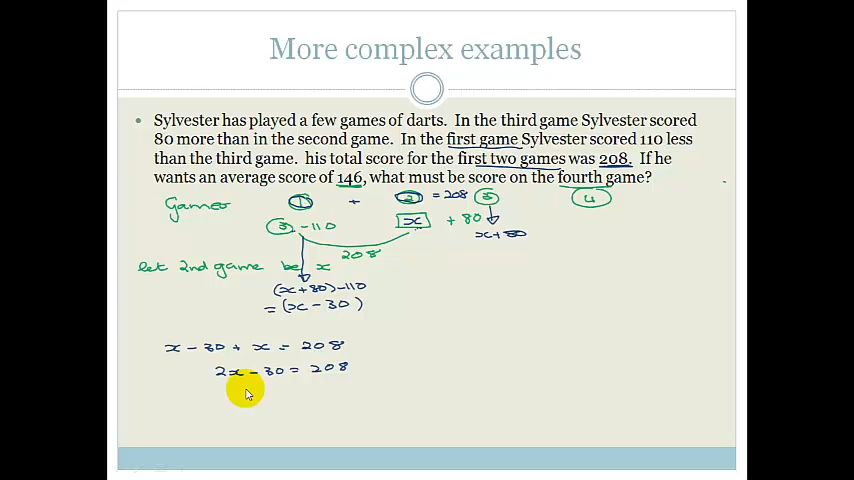 More complex examples
• Sylvester has played a few games of darts. In the third game Sylvester scored
80 more than in the second game. In the first game Sylvester scored 110 less
than the third game. his total score for the first two games was 208. If he
wants an average score of 146, what must be score on the fourth game?
Games 1 + 2 = 208 3 4
3 - 110 x + 80 x + 80
208
let 2nd game be x
(x + 80) - 110
= (x - 30)
x - 30 + x = 208
2x - 30 = 208